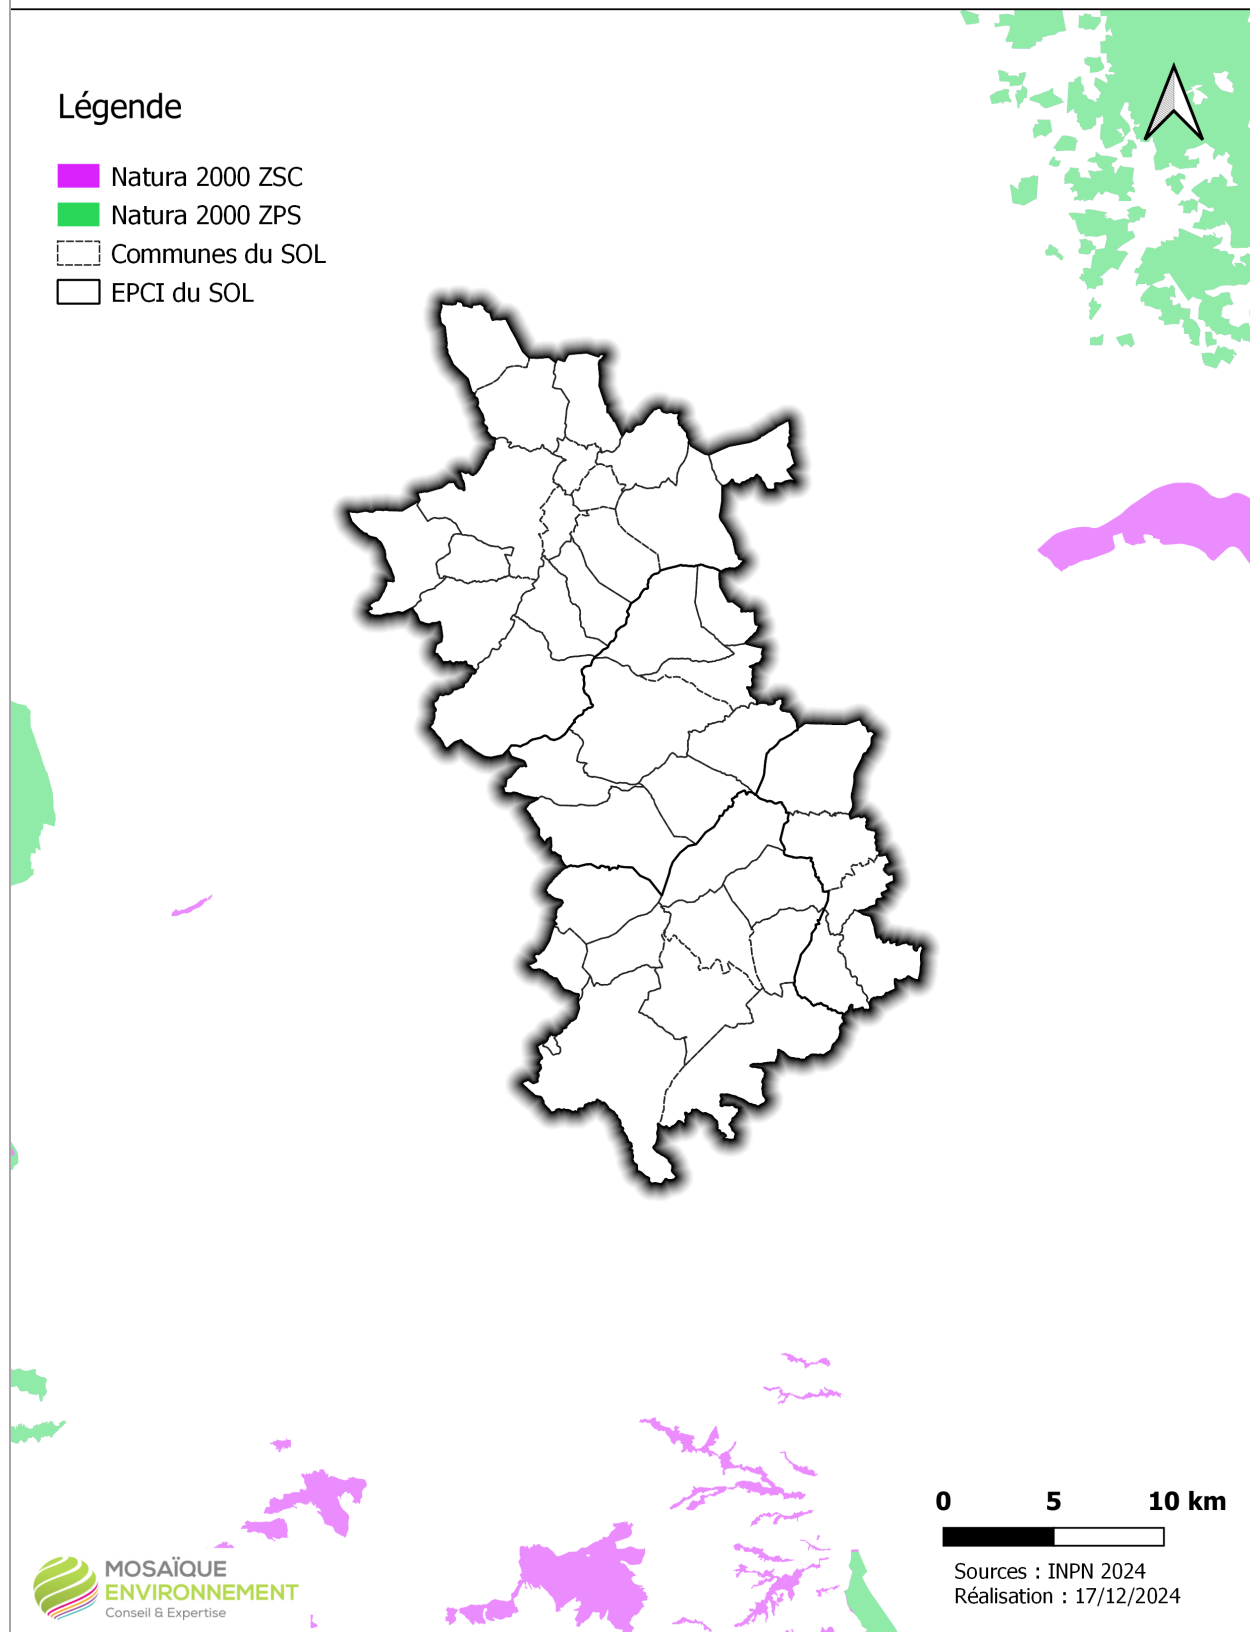 Légende
Natura 2000 ZSC
Natura 2000 ZPS
Communes du SOL
EPCI du SOL
0 5 10 km
Sources : INPN 2024
Réalisation : 17/12/2024
MOSAÏQUE
ENVIRONNEMENT
Conseil & Expertise